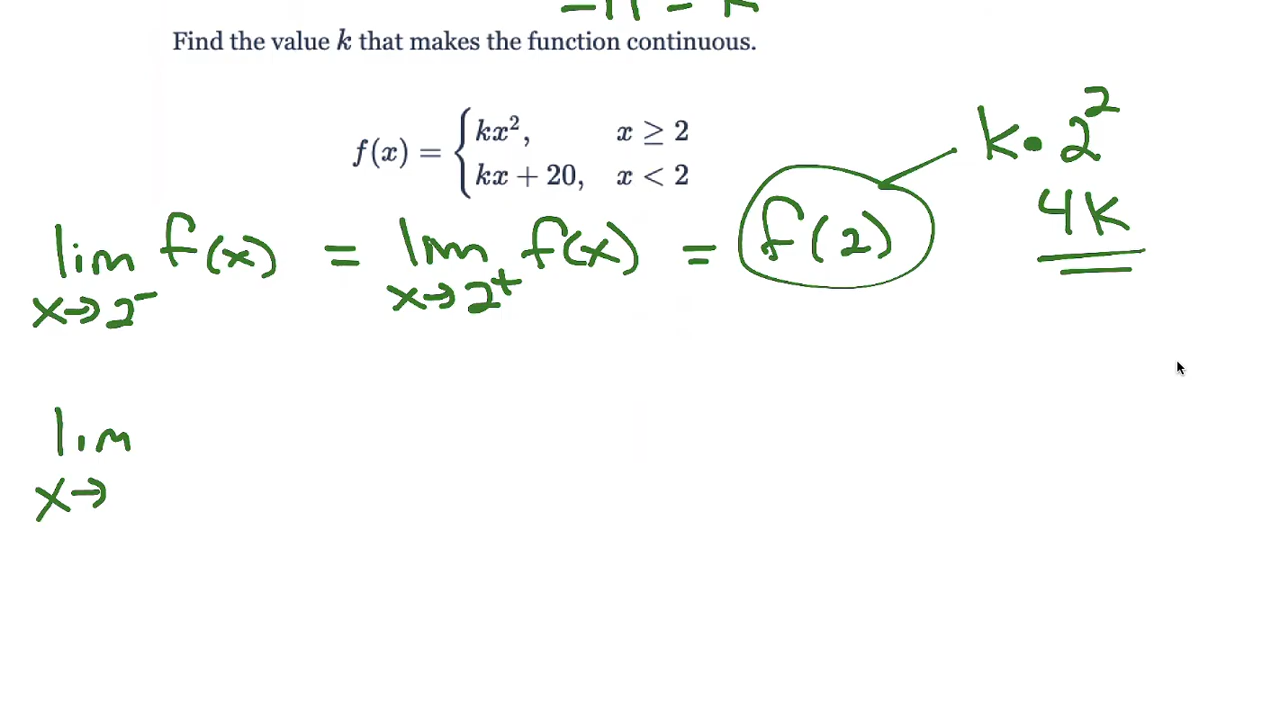 Find the value k that makes the function continuous.
f(x) = { kx², x ≥ 2
kx + 20, x < 2
k · 2²
4k
lim f(x) = lim f(x) = f(2)
x→2⁻ x→2⁺
lim
x→